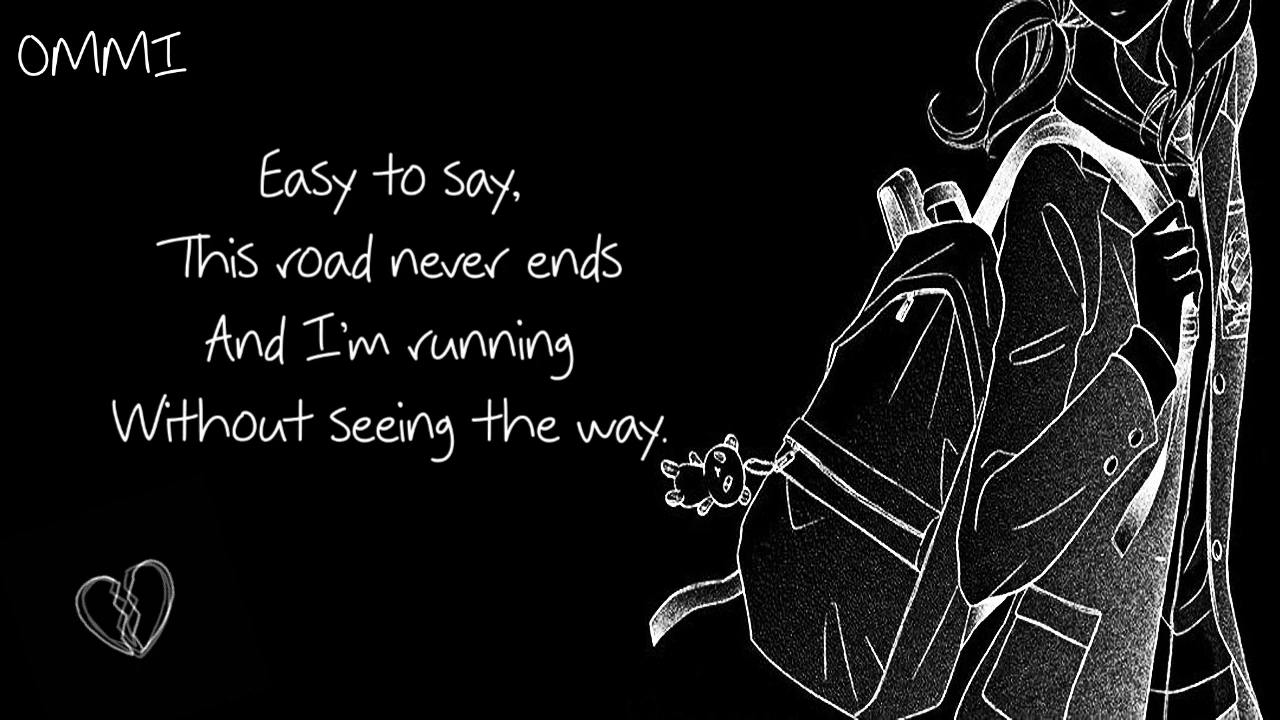 OMMI
Easy to say,
This road never ends
And I'm running
Without seeing the way.